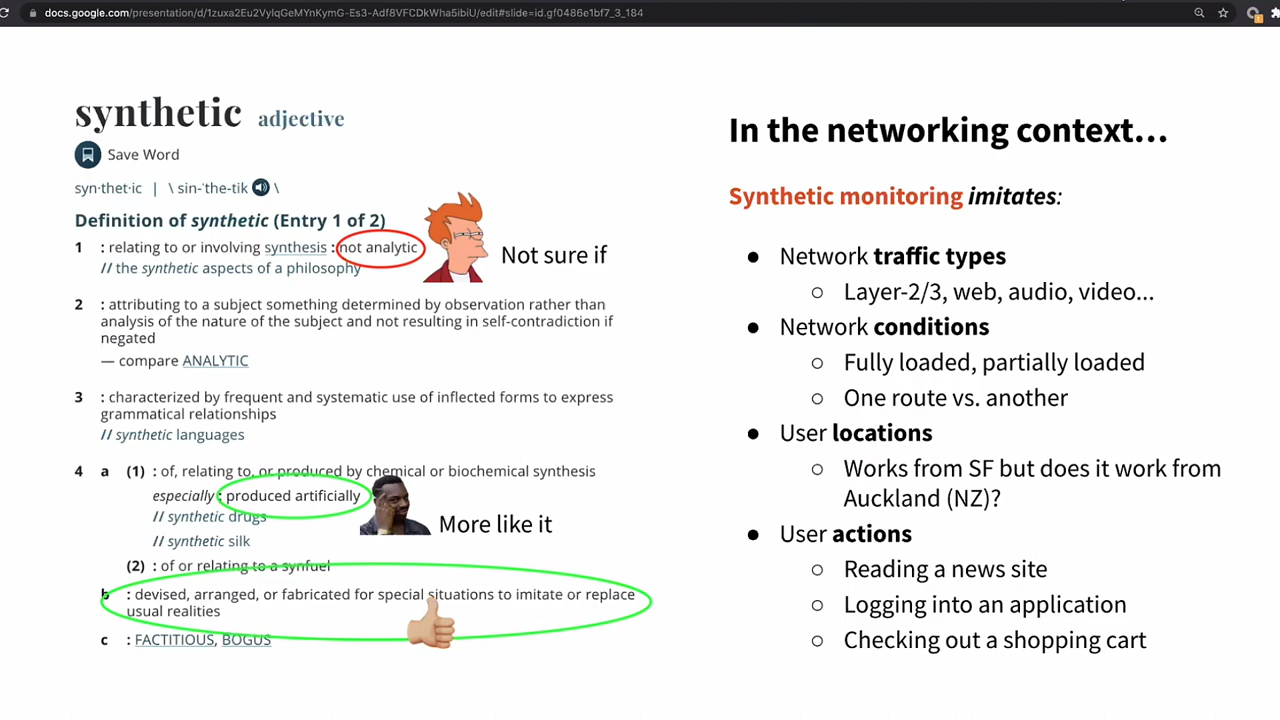 docs.google.com/presentation/d/1zuxa2Eu2VylqGeMYnKymG-Es3-Adf8VFCDkWha5ibiU/edit#slide=id.gf0486e1bf7_3_184
synthetic adjective
Save Word
syn·thet·ic | \ sin-ˈthe-tik \
Definition of synthetic (Entry 1 of 2)
1 : relating to or involving synthesis : not analytic
// the synthetic aspects of a philosophy
Not sure if
2 : attributing to a subject something determined by observation rather than
analysis of the nature of the subject and not resulting in self-contradiction if
negated
— compare ANALYTIC
3 : characterized by frequent and systematic use of inflected forms to express
grammatical relationships
// synthetic languages
4 a (1) : of, relating to, or produced by chemical or biochemical synthesis
especially : produced artificially
// synthetic drugs
More like it
// synthetic silk
(2) : of or relating to a synfuel
b : devised, arranged, or fabricated for special situations to imitate or replace
usual realities
c : FACTITIOUS, BOGUS
In the networking context...
Synthetic monitoring imitates:
● Network traffic types
○ Layer-2/3, web, audio, video...
● Network conditions
○ Fully loaded, partially loaded
○ One route vs. another
● User locations
○ Works from SF but does it work from
Auckland (NZ)?
● User actions
○ Reading a news site
○ Logging into an application
○ Checking out a shopping cart